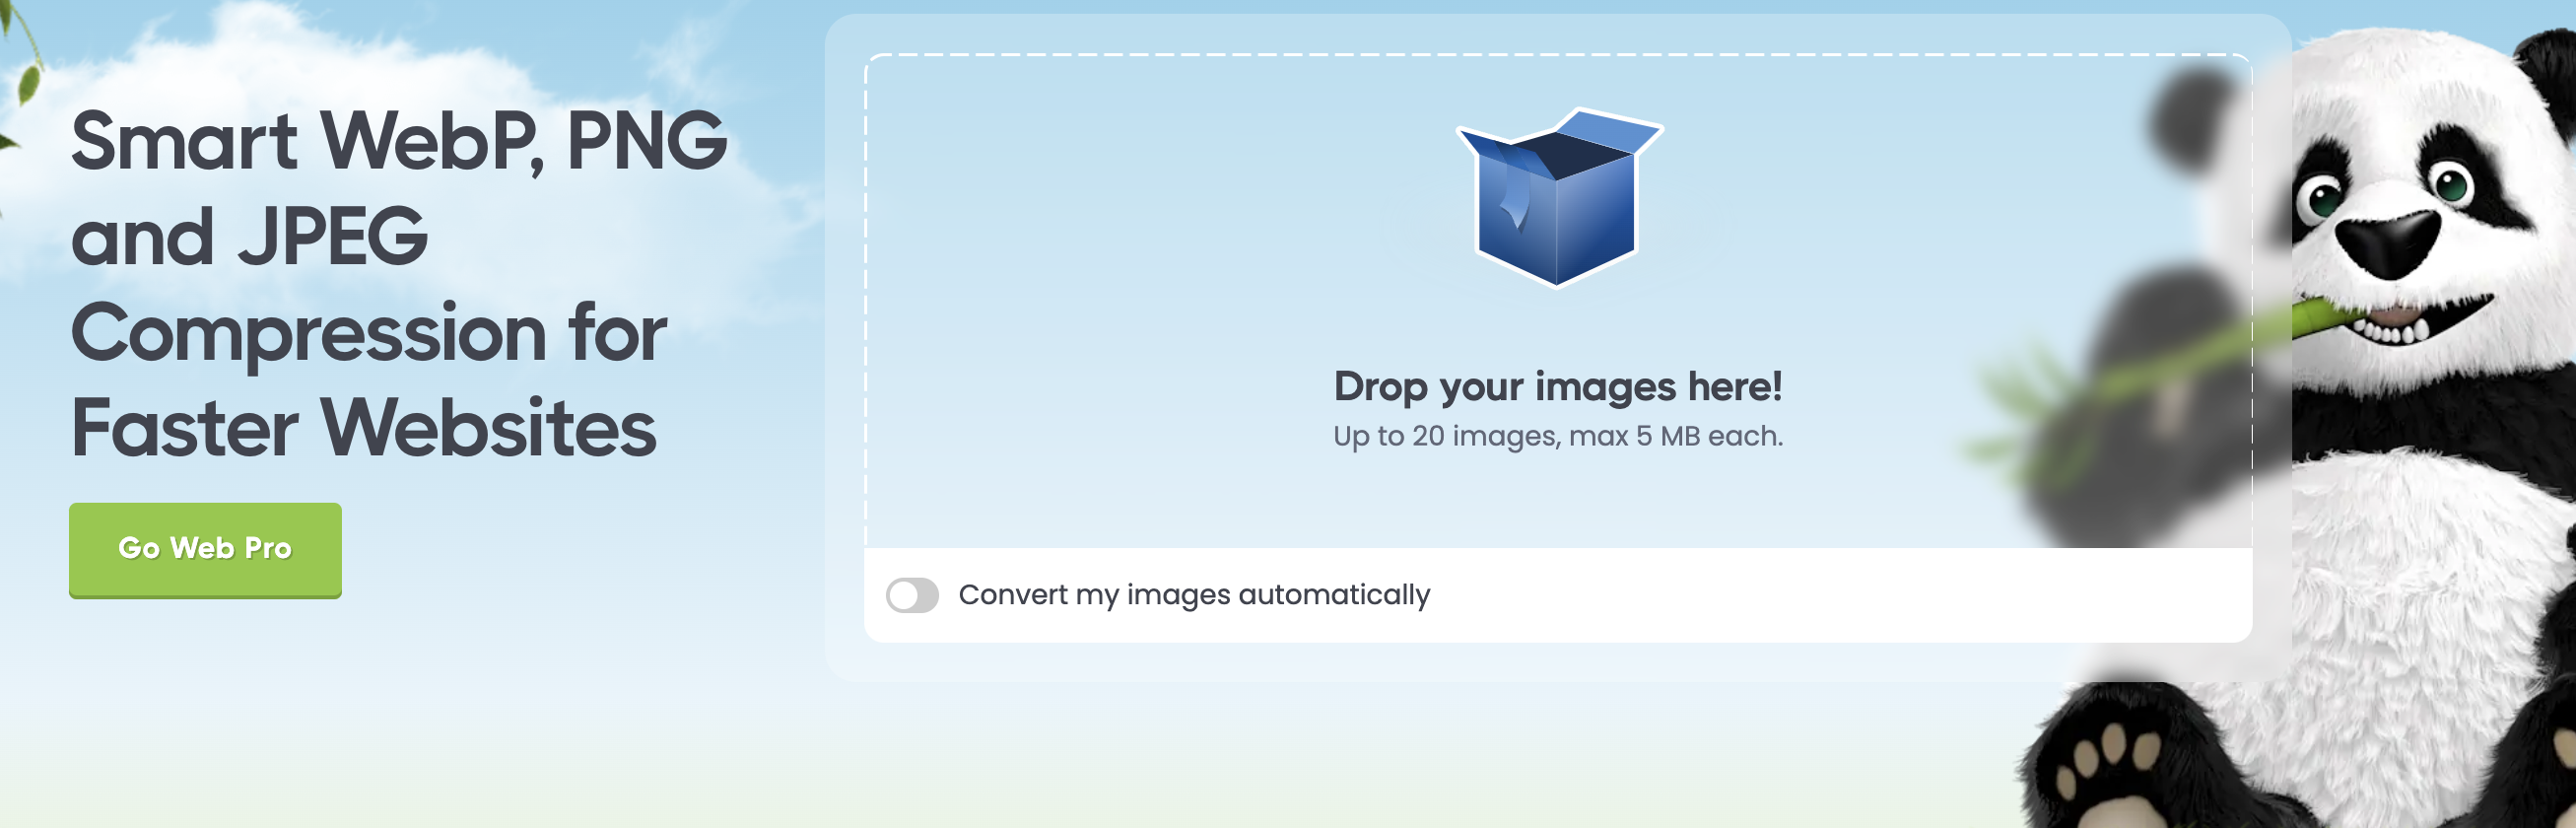 Smart WebP, PNG
and JPEG
Compression for
Faster Websites
Go Web Pro
Drop your images here!
Up to 20 images, max 5 MB each.
Convert my images automatically